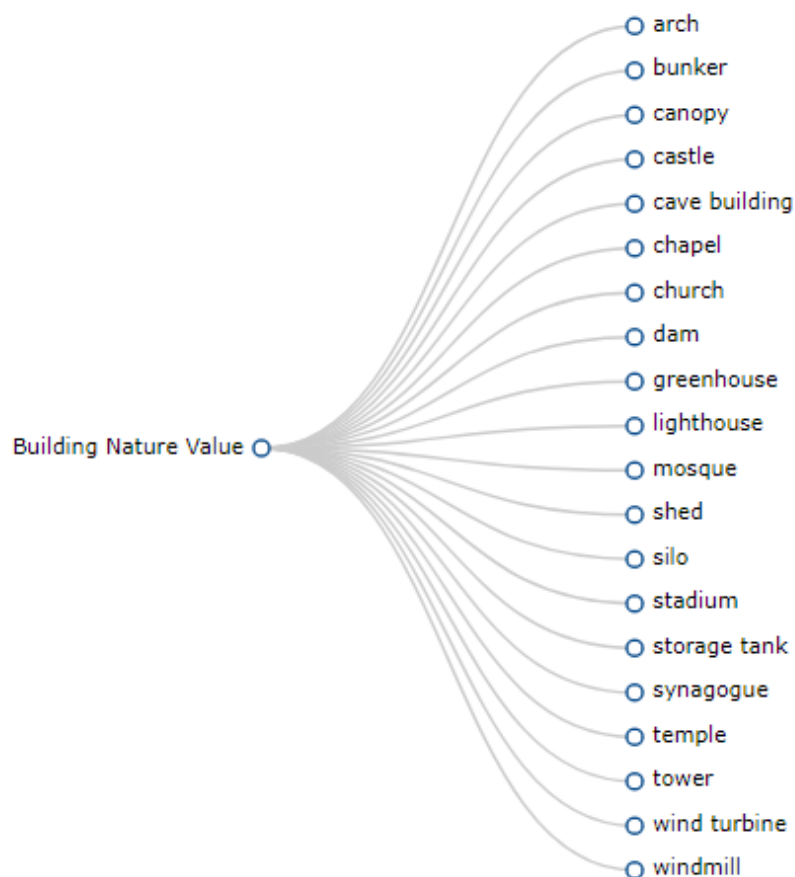 arch
bunker
canopy
castle
cave building
chapel
church
dam
greenhouse
lighthouse
Building Nature Value
mosque
shed
silo
stadium
storage tank
synagogue
temple
tower
wind turbine
windmill